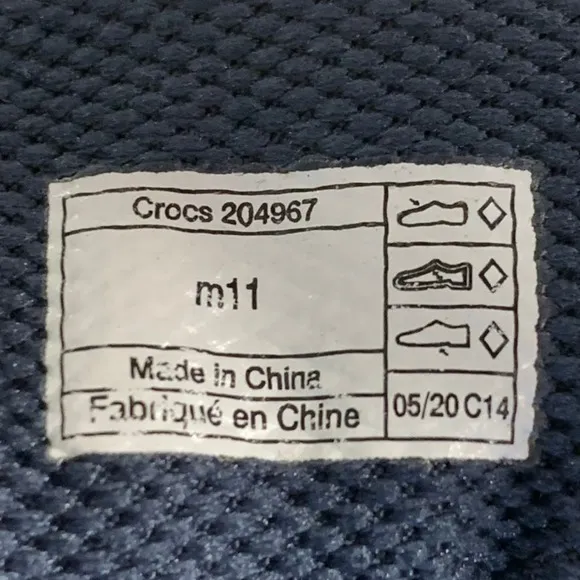 Crocs 204967
m11
Made in China
Fabriqué en Chine
05/20 C14